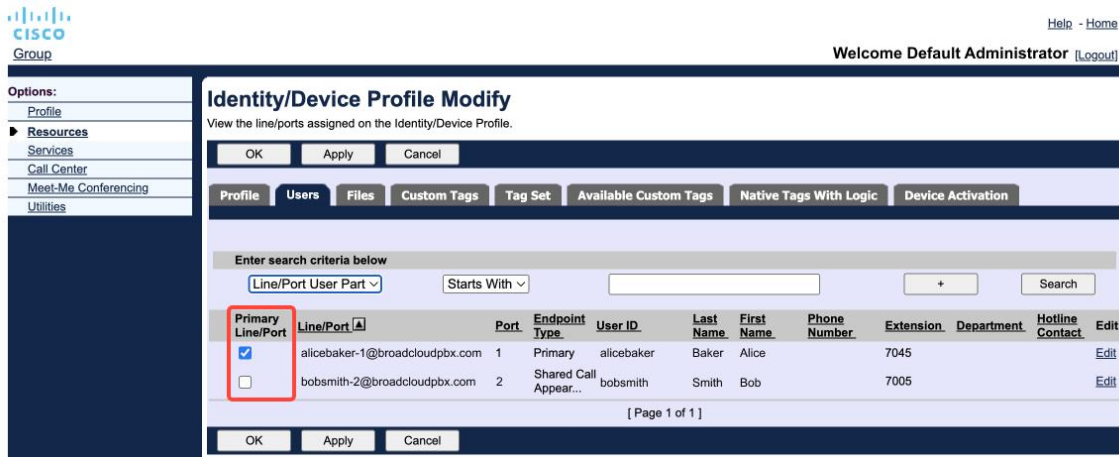 CISCO
Help - Home
Group
Welcome Default Administrator [Logout]
Options:
Profile
Resources
Services
Call Center
Meet-Me Conferencing
Utilities
Identity/Device Profile Modify
View the line/ports assigned on the Identity/Device Profile.
OK Apply Cancel
Profile Users Files Custom Tags Tag Set Available Custom Tags Native Tags With Logic Device Activation
Enter search criteria below
Line/Port User Part Starts With + Search
Primary Line/Port Line/Port Port Endpoint Type User ID Last Name First Name Phone Number Extension Department Hotline Contact Edit
alicebaker-1@broadcloudpbx.com 1 Primary alicebaker Baker Alice 7045 Edit
bobsmith-2@broadcloudpbx.com 2 Shared Call Appear... bobsmith Smith Bob 7005 Edit
[ Page 1 of 1 ]
OK Apply Cancel